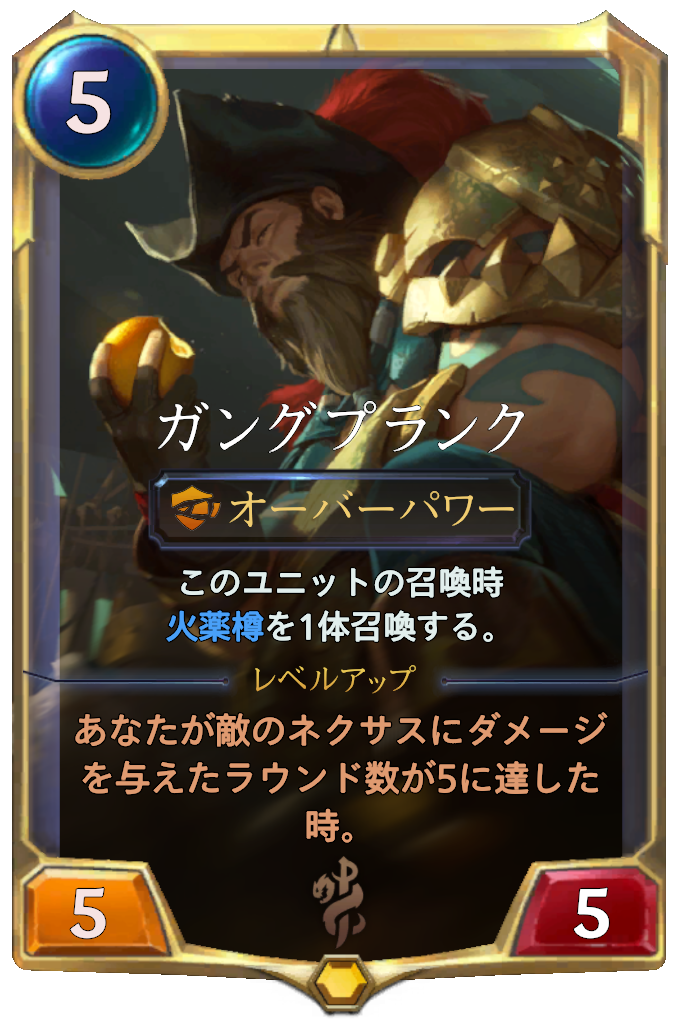 5
ガングプランク
オーバーパワー
このユニットの召喚時
火薬樽を1体召喚する。
レベルアップ
あなたが敵のネクサスにダメージ
を与えたラウンド数が5に達した
時。
5
5